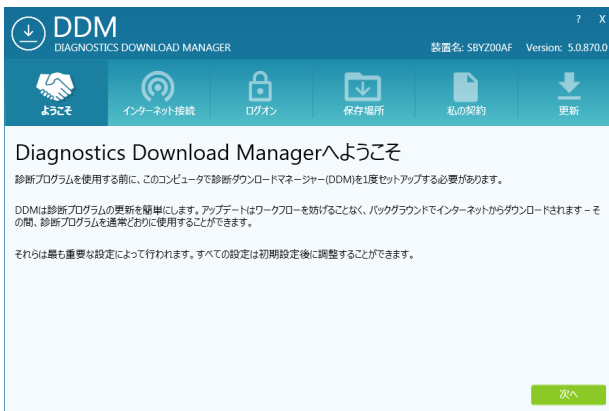 DDM
DIAGNOSTICS DOWNLOAD MANAGER
? X
装置名: SBYZ00AF Version: 5.0.870.0
ようこそ
インターネット接続
ログオン
保存場所
私の契約
更新
Diagnostics Download Managerへようこそ
診断プログラムを使用する前に、このコンピュータで診断ダウンロードマネージャー(DDM)を1度セットアップする必要があります。
DDMは診断プログラムの更新を簡単にします。アップデートはワークフローを妨げることなく、バックグラウンドでインターネットからダウンロードされます – そ
の間、診断プログラムを通常どおりに使用することができます。
それらは最も重要な設定によって行われます。すべての設定は初期設定後に調整することができます。
次へ